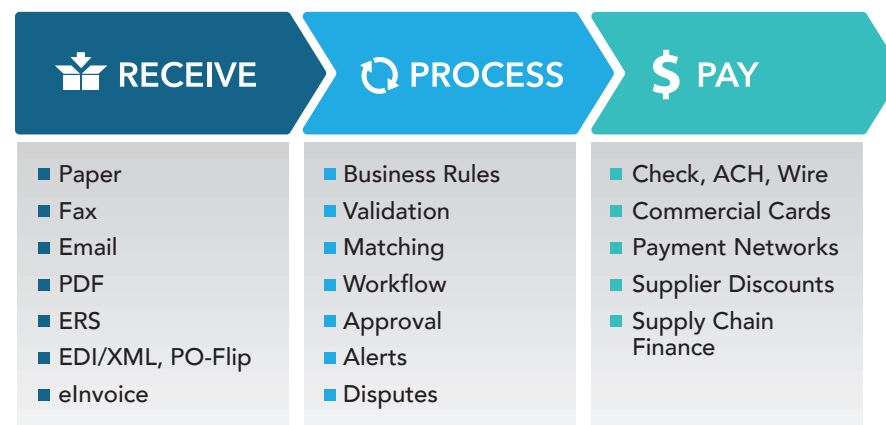 RECEIVE
Paper
Fax
Email
PDF
ERS
EDI/XML, PO-Flip
eInvoice
PROCESS
Business Rules
Validation
Matching
Workflow
Approval
Alerts
Disputes
$ PAY
Check, ACH, Wire
Commercial Cards
Payment Networks
Supplier Discounts
Supply Chain
Finance